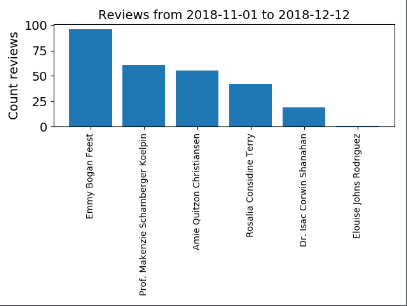 Reviews from 2018-11-01 to 2018-12-12
Count reviews
100
75
50
25
0
Emmy Bogan Feest
Prof. Makenzie Schamberger Koelpin
Amie Quitzon Christiansen
Rosalia Considine Terry
Dr. Isac Corwin Shanahan
Elouise Johns Rodriguez